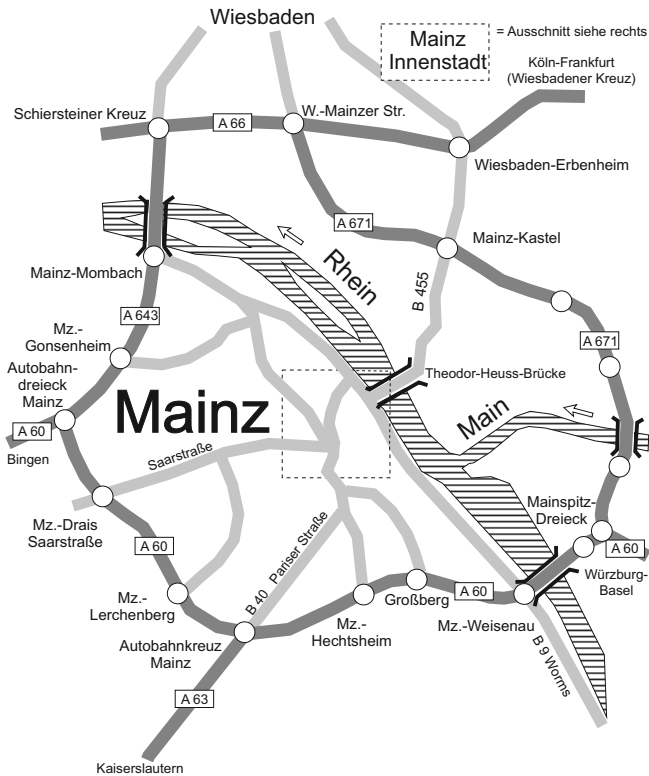 Wiesbaden
Mainz
Innenstadt
= Ausschnitt siehe rechts
Köln-Frankfurt
(Wiesbadener Kreuz)
Schiersteiner Kreuz
A 66
W.-Mainzer Str.
Wiesbaden-Erbenheim
A 671
Mainz-Kastel
Rhein
B 455
Mainz-Mombach
A 643
Mz.-
Gonsenheim
A 671
Autobahn-
dreieck
Mainz
Theodor-Heuss-Brücke
Mainz
Main
A 60
Bingen
Saarstraße
Mz.-Drais
Saarstraße
Mainspitz-
Dreieck
A 60
Pariser Straße
B 40
A 60
Würzburg-
Basel
Mz.-
Lerchenberg
Großberg
A 60
Mz.-
Hechtsheim
Mz.-Weisenau
Autobahnkreuz
Mainz
B 9 Worms
A 63
Kaiserslautern